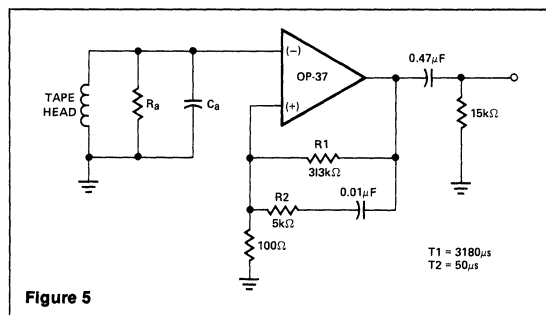 0.47μF
(−)
OP-37
TAPE
HEAD
Ra
Ca
(+)
15kΩ
R1
313kΩ
R2
0.01μF
5kΩ
100Ω
T1 = 3180μs
T2 = 50μs
Figure 5